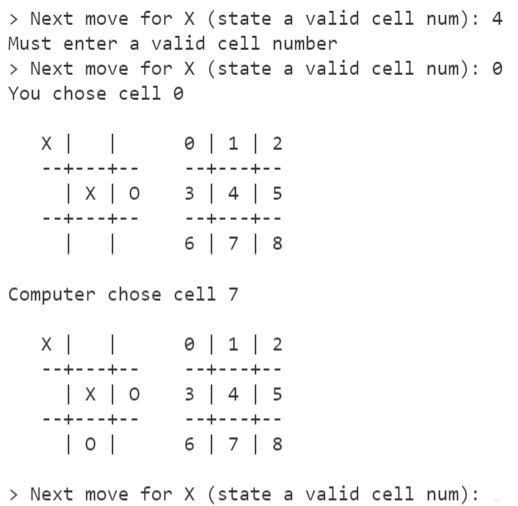 > Next move for X (state a valid cell num): 4
Must enter a valid cell number
> Next move for X (state a valid cell num): 0
You chose cell 0
   X |   |      0 | 1 | 2
   --+---+--    --+---+--
     | X | O    3 | 4 | 5
   --+---+--    --+---+--
     |   |      6 | 7 | 8
Computer chose cell 7
   X |   |      0 | 1 | 2
   --+---+--    --+---+--
     | X | O    3 | 4 | 5
   --+---+--    --+---+--
     | O |      6 | 7 | 8
> Next move for X (state a valid cell num):